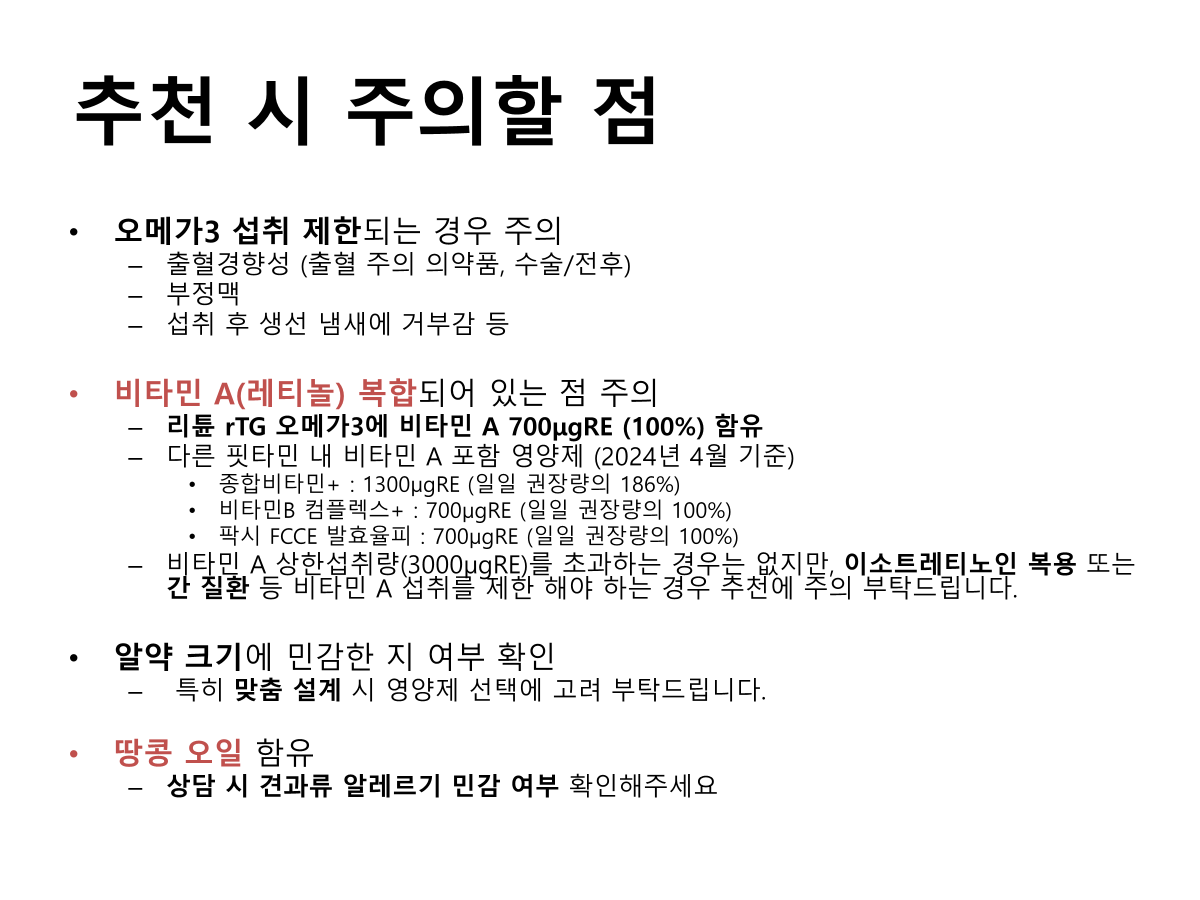 추천 시 주의할 점
• 오메가3 섭취 제한되는 경우 주의
– 출혈경향성 (출혈 주의 의약품, 수술/전후)
– 부정맥
– 섭취 후 생선 냄새에 거부감 등
• 비타민 A(레티놀) 복합되어 있는 점 주의
– 리튠 rTG 오메가3에 비타민 A 700μgRE (100%) 함유
– 다른 핏타민 내 비타민 A 포함 영양제 (2024년 4월 기준)
• 종합비타민+ : 1300μgRE (일일 권장량의 186%)
• 비타민B 컴플렉스+ : 700μgRE (일일 권장량의 100%)
• 팍시 FCCE 발효율피 : 700μgRE (일일 권장량의 100%)
– 비타민 A 상한섭취량(3000μgRE)를 초과하는 경우는 없지만, 이소트레티노인 복용 또는
간 질환 등 비타민 A 섭취를 제한 해야 하는 경우 추천에 주의 부탁드립니다.
• 알약 크기에 민감한 지 여부 확인
– 특히 맞춤 설계 시 영양제 선택에 고려 부탁드립니다.
• 땅콩 오일 함유
– 상담 시 견과류 알레르기 민감 여부 확인해주세요